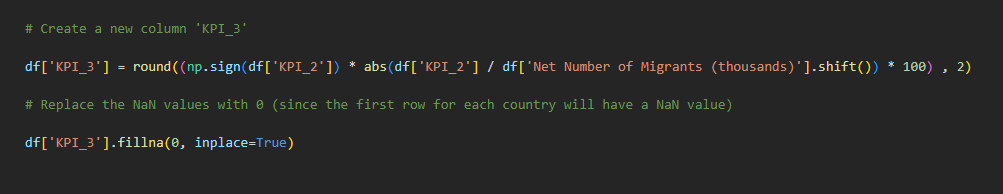 # Create a new column 'KPI_3'
df['KPI_3'] = round((np.sign(df['KPI_2']) * abs(df['KPI_2'] / df['Net Number of Migrants (thousands)'].shift()) * 100) , 2)
# Replace the NaN values with 0 (since the first row for each country will have a NaN value)
df['KPI_3'].fillna(0, inplace=True)